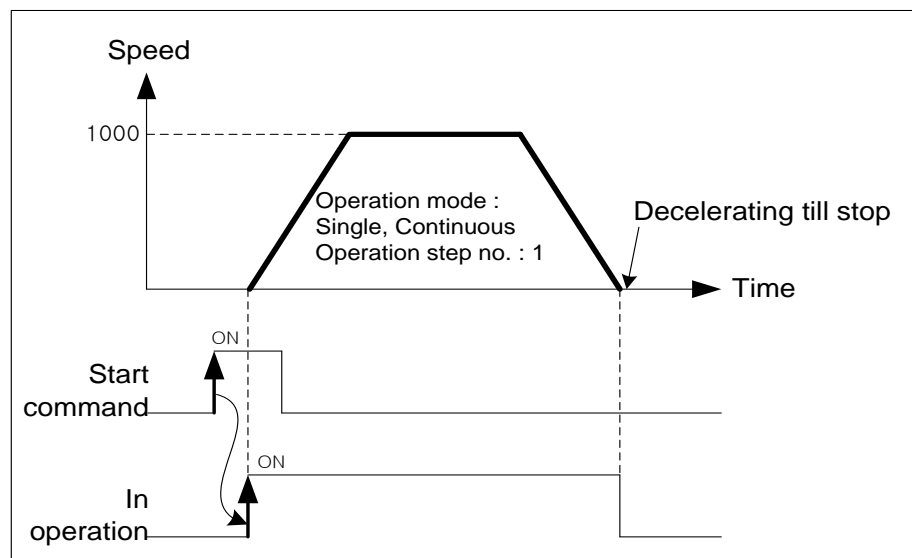 Speed
1000
Operation mode :
Single, Continuous
Operation step no. : 1
Decelerating till stop
Time
ON
Start
command
ON
In
operation